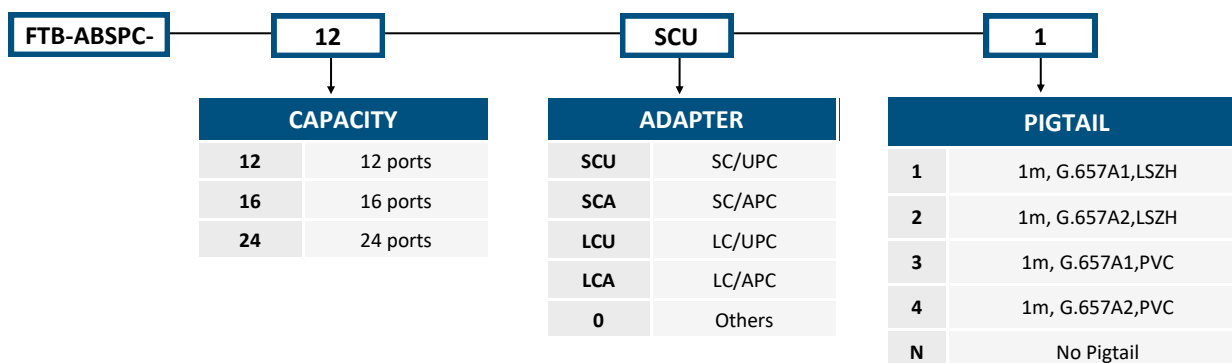 FTB-ABSPC- 12 SCU 1
CAPACITY
12 12 ports
16 16 ports
24 24 ports
ADAPTER
SCU SC/UPC
SCA SC/APC
LCU LC/UPC
LCA LC/APC
0 Others
PIGTAIL
1 1m, G.657A1,LSZH
2 1m, G.657A2,LSZH
3 1m, G.657A1,PVC
4 1m, G.657A2,PVC
N No Pigtail